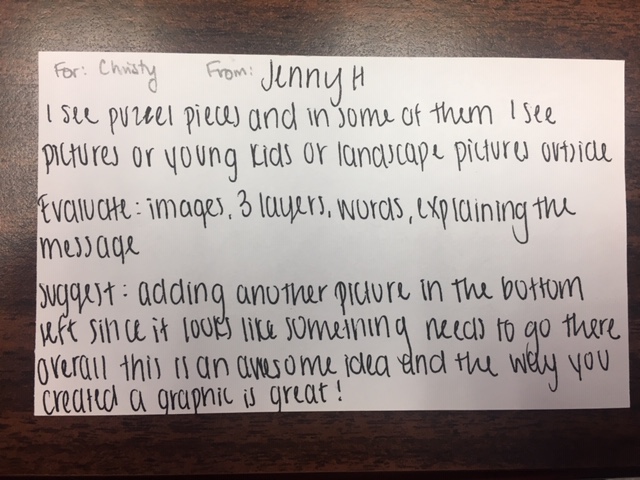 For: Christy From: Jenny H
I see puzzel pieces and in some of them I see
pictures or young kids or landscape pictures outside
Evaluate: images, 3 layers, words, explaining the
message
suggest: adding another picture in the bottom
left since it looks like something needs to go there
overall this is an awesome idea and the way you
created a graphic is great!